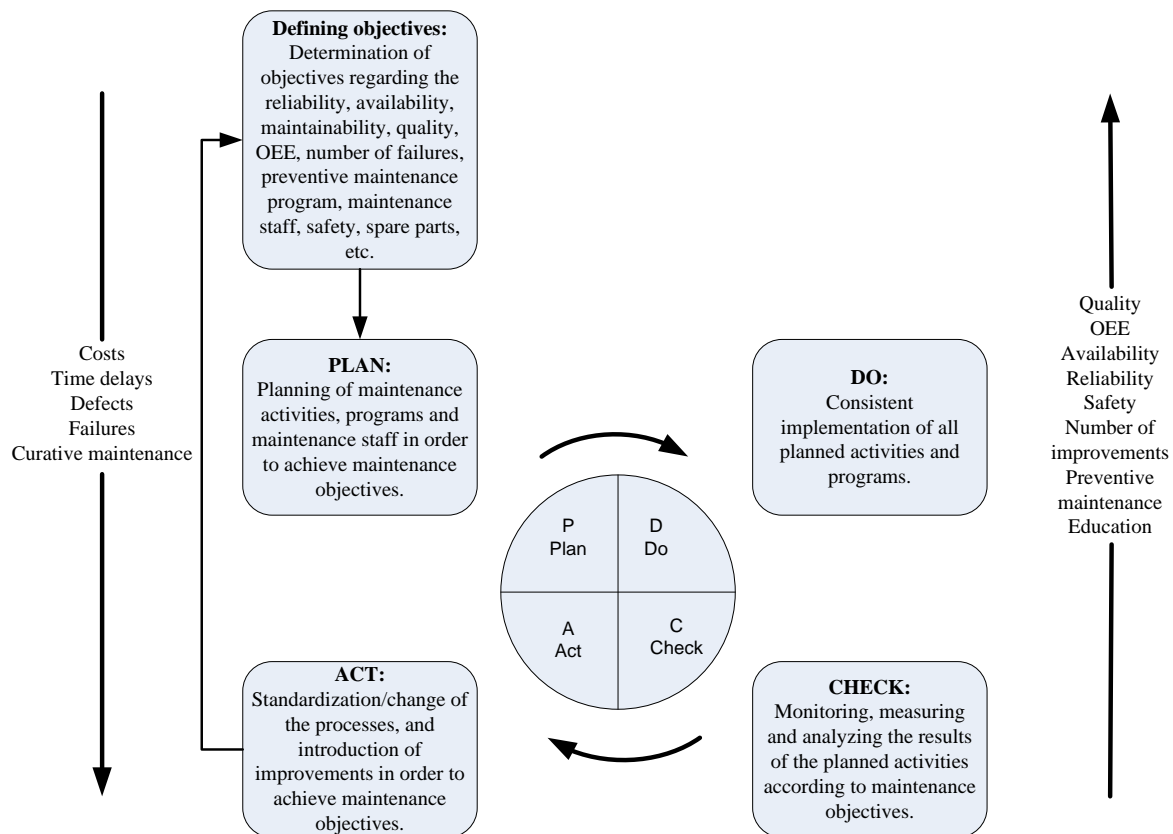 Defining objectives:
Determination of
objectives regarding the
reliability, availability,
maintainability, quality,
OEE, number of failures,
preventive maintenance
program, maintenance
staff, safety, spare parts,
etc.
Costs
Time delays
Defects
Failures
Curative maintenance
PLAN:
Planning of maintenance
activities, programs and
maintenance staff in order
to achieve maintenance
objectives.
DO:
Consistent
implementation of all
planned activities and
programs.
Quality
OEE
Availability
Reliability
Safety
Number of
improvements
Preventive
maintenance
Education
P
Plan
D
Do
A
Act
C
Check
ACT:
Standardization/change of
the processes, and
introduction of
improvements in order to
achieve maintenance
objectives.
CHECK:
Monitoring, measuring
and analyzing the results
of the planned activities
according to maintenance
objectives.